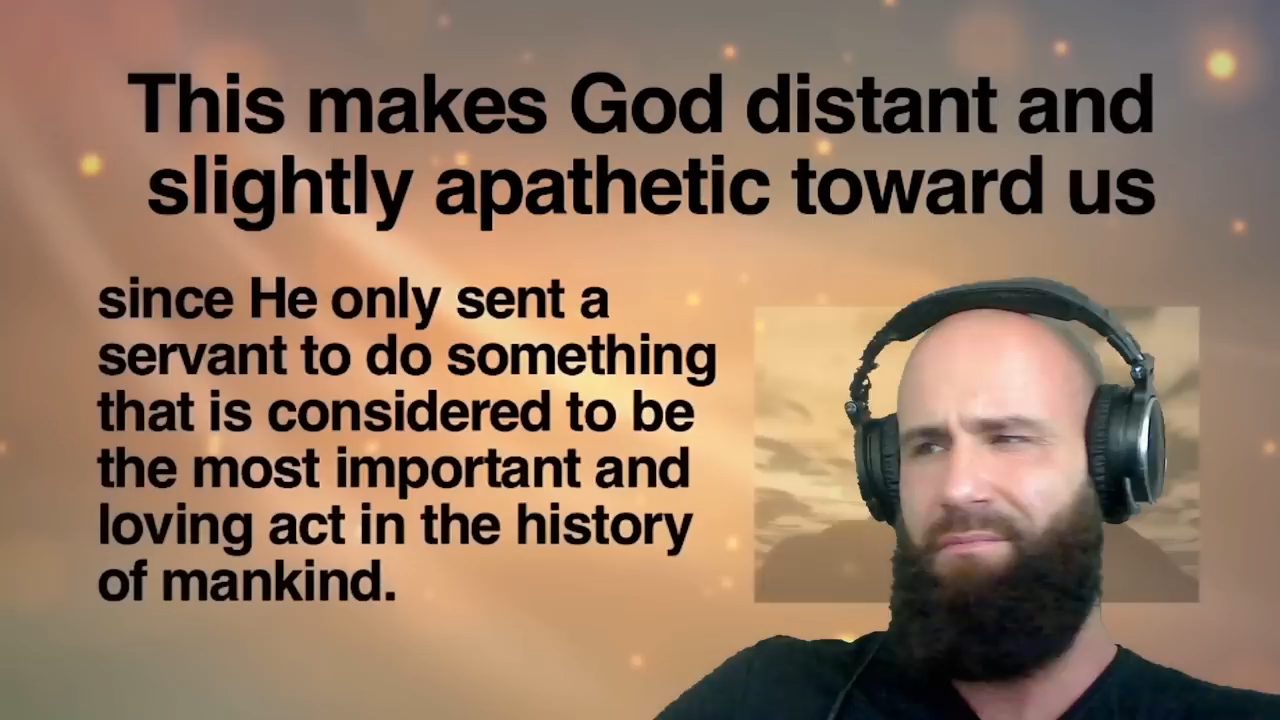 This makes God distant and
slightly apathetic toward us
since He only sent a
servant to do something
that is considered to be
the most important and
loving act in the history
of mankind.